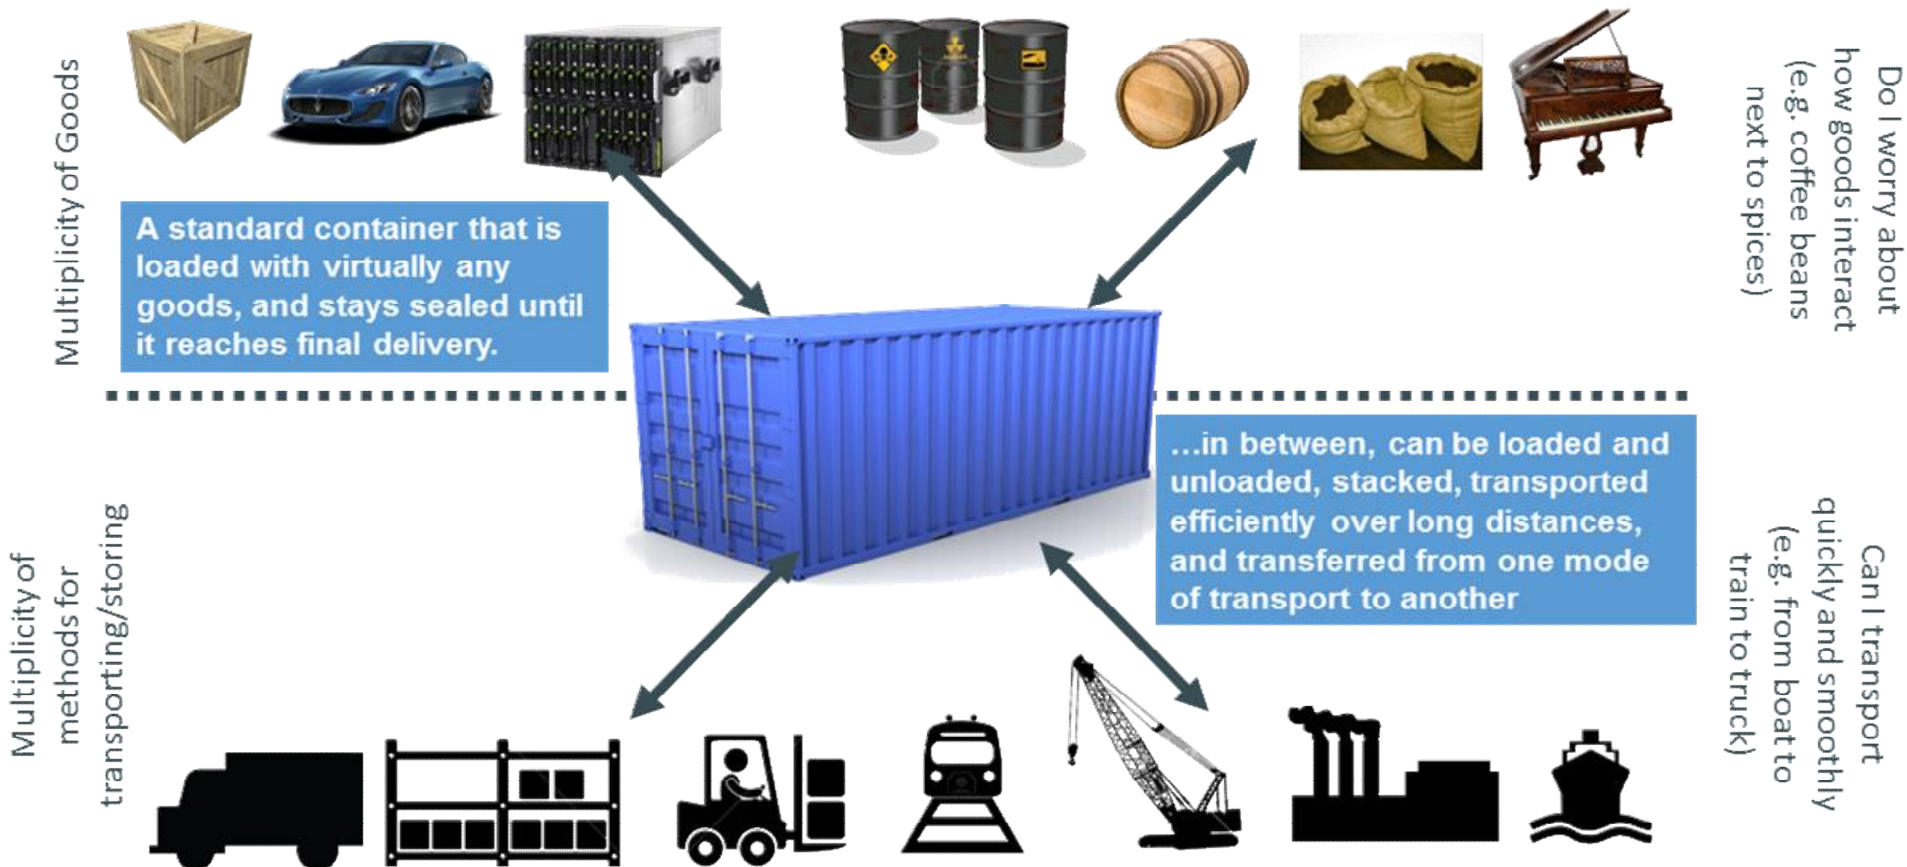 Multiplicity of Goods
A standard container that is
loaded with virtually any
goods, and stays sealed until
it reaches final delivery.
Do I worry about
how goods interact
(e.g. coffee beans
next to spices)
Multiplicity of
methods for
transporting/storing
...in between, can be loaded and
unloaded, stacked, transported
efficiently over long distances,
and transferred from one mode
of transport to another
Can I transport
quickly and smoothly
(e.g. from boat to
train to truck)